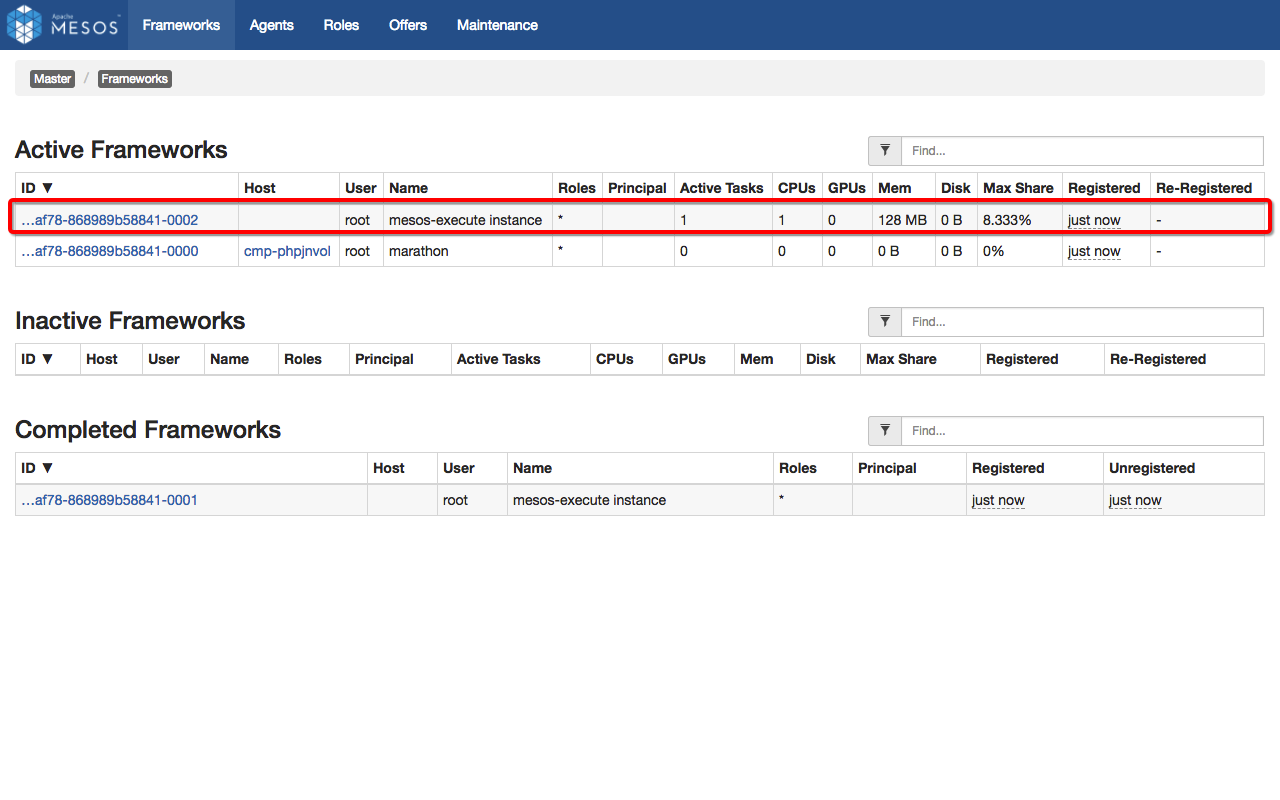 Apache MESOS™ Frameworks Agents Roles Offers Maintenance
Master / Frameworks
Active Frameworks Find...
ID ▼ Host User Name Roles Principal Active Tasks CPUs GPUs Mem Disk Max Share Registered Re-Registered
…af78-868989b58841-0002 root mesos-execute instance * 1 1 0 128 MB 0 B 8.333% just now -
…af78-868989b58841-0000 cmp-phpjnvol root marathon * 0 0 0 0 B 0 B 0% just now -
Inactive Frameworks Find...
ID ▼ Host User Name Roles Principal Active Tasks CPUs GPUs Mem Disk Max Share Registered Re-Registered
Completed Frameworks Find...
ID ▼ Host User Name Roles Principal Registered Unregistered
…af78-868989b58841-0001 root mesos-execute instance * just now just now